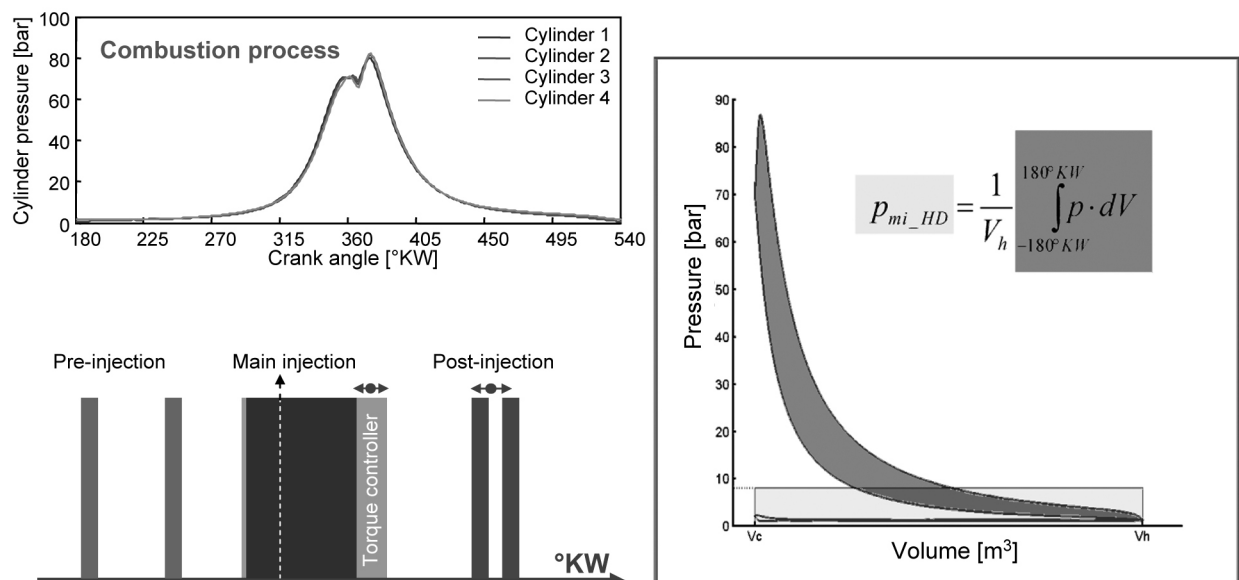 Combustion process
Cylinder 1
Cylinder 2
Cylinder 3
Cylinder 4
Cylinder pressure [bar]
100
80
60
40
20
0
180 225 270 315 360 405 450 495 540
Crank angle [°KW]
Pre-injection
Main injection
Post-injection
Torque controller
°KW
Pressure [bar]
90
80
70
60
50
40
30
20
10
0
Vc
Vh
Volume [m³]
p_{mi_HD} = 1/V_h ∫_{-180° KW}^{180° KW} p · dV